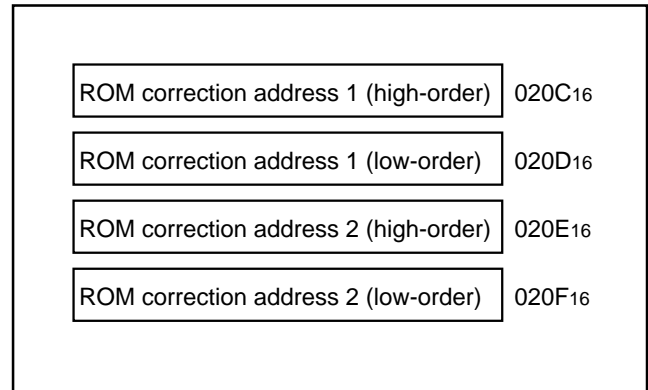 ROM correction address 1 (high-order) 020C16
ROM correction address 1 (low-order) 020D16
ROM correction address 2 (high-order) 020E16
ROM correction address 2 (low-order) 020F16